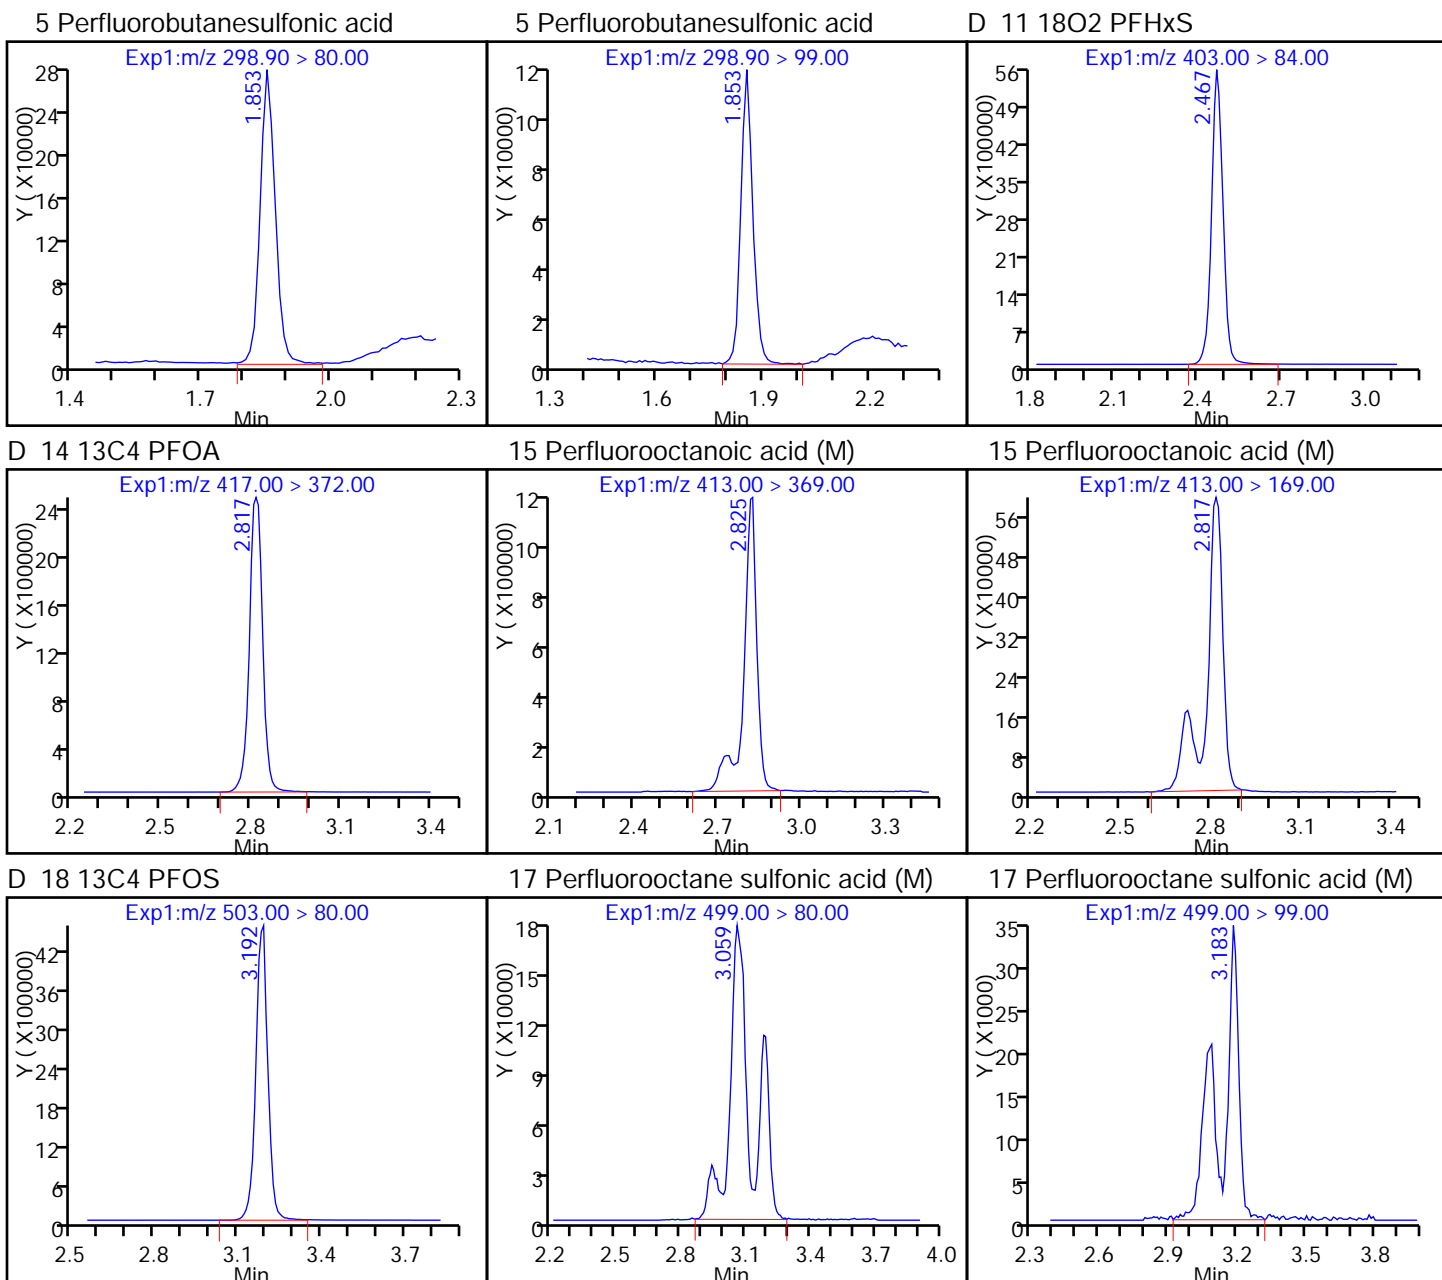 5 Perfluorobutanesulfonic acid
Exp1:m/z 298.90 > 80.00
1.853
Y ( X10000)
28
24
20
16
12
8
4
0
1.4 1.7 2.0 2.3
Min
5 Perfluorobutanesulfonic acid
Exp1:m/z 298.90 > 99.00
1.853
Y ( X10000)
12
10
8
6
4
2
0
1.3 1.6 1.9 2.2
Min
D 11 18O2 PFHxS
Exp1:m/z 403.00 > 84.00
2.467
Y ( X100000)
56
49
42
35
28
21
14
7
0
1.8 2.1 2.4 2.7 3.0
Min
D 14 13C4 PFOA
Exp1:m/z 417.00 > 372.00
2.817
Y ( X100000)
24
20
16
12
8
4
0
2.2 2.5 2.8 3.1 3.4
Min
15 Perfluorooctanoic acid (M)
Exp1:m/z 413.00 > 369.00
2.825
Y ( X100000)
12
10
8
6
4
2
0
2.1 2.4 2.7 3.0 3.3
Min
15 Perfluorooctanoic acid (M)
Exp1:m/z 413.00 > 169.00
2.817
Y ( X10000)
56
48
40
32
24
16
8
0
2.2 2.5 2.8 3.1 3.4
Min
D 18 13C4 PFOS
Exp1:m/z 503.00 > 80.00
3.192
Y ( X100000)
42
36
30
24
18
12
6
0
2.5 2.8 3.1 3.4 3.7
Min
17 Perfluorooctane sulfonic acid (M)
Exp1:m/z 499.00 > 80.00
3.059
Y ( X10000)
18
15
12
9
6
3
0
2.2 2.5 2.8 3.1 3.4 3.7 4.0
Min
17 Perfluorooctane sulfonic acid (M)
Exp1:m/z 499.00 > 99.00
3.183
Y ( X1000)
35
30
25
20
15
10
5
0
2.3 2.6 2.9 3.2 3.5 3.8
Min